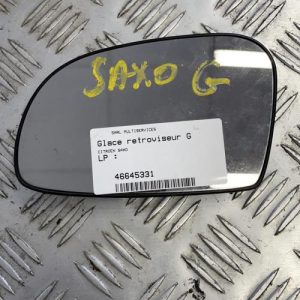 SAXO G
SARL MULTISERVICES
Glace retroviseur G
CITROEN SAXO
LP :
46645331